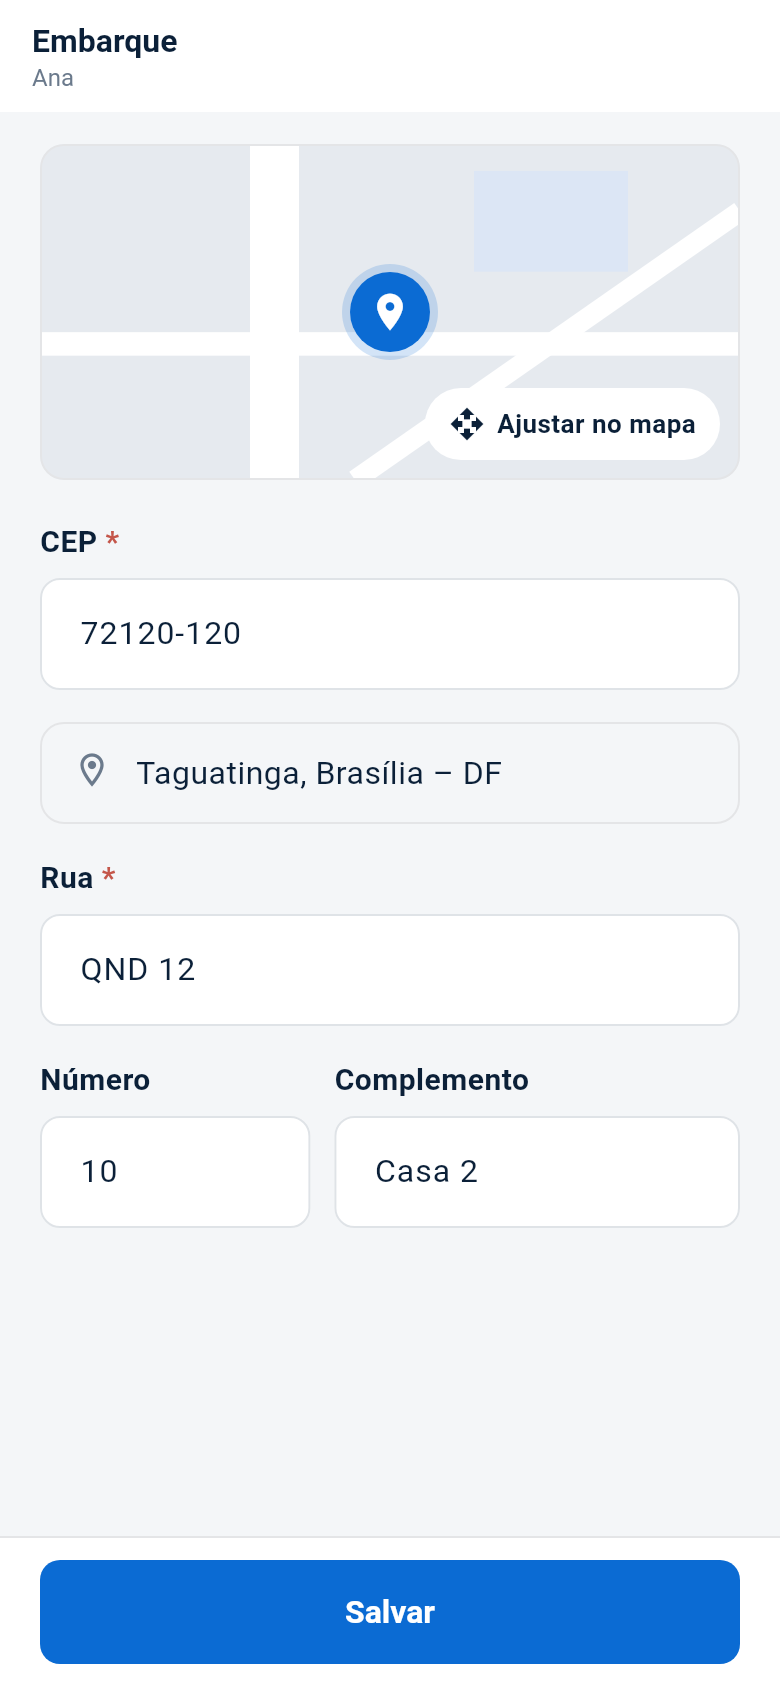 Embarque
Ana
Ajustar no mapa
CEP *
72120-120
Taguatinga, Brasília – DF
Rua *
QND 12
Número
Complemento
10
Casa 2
Salvar